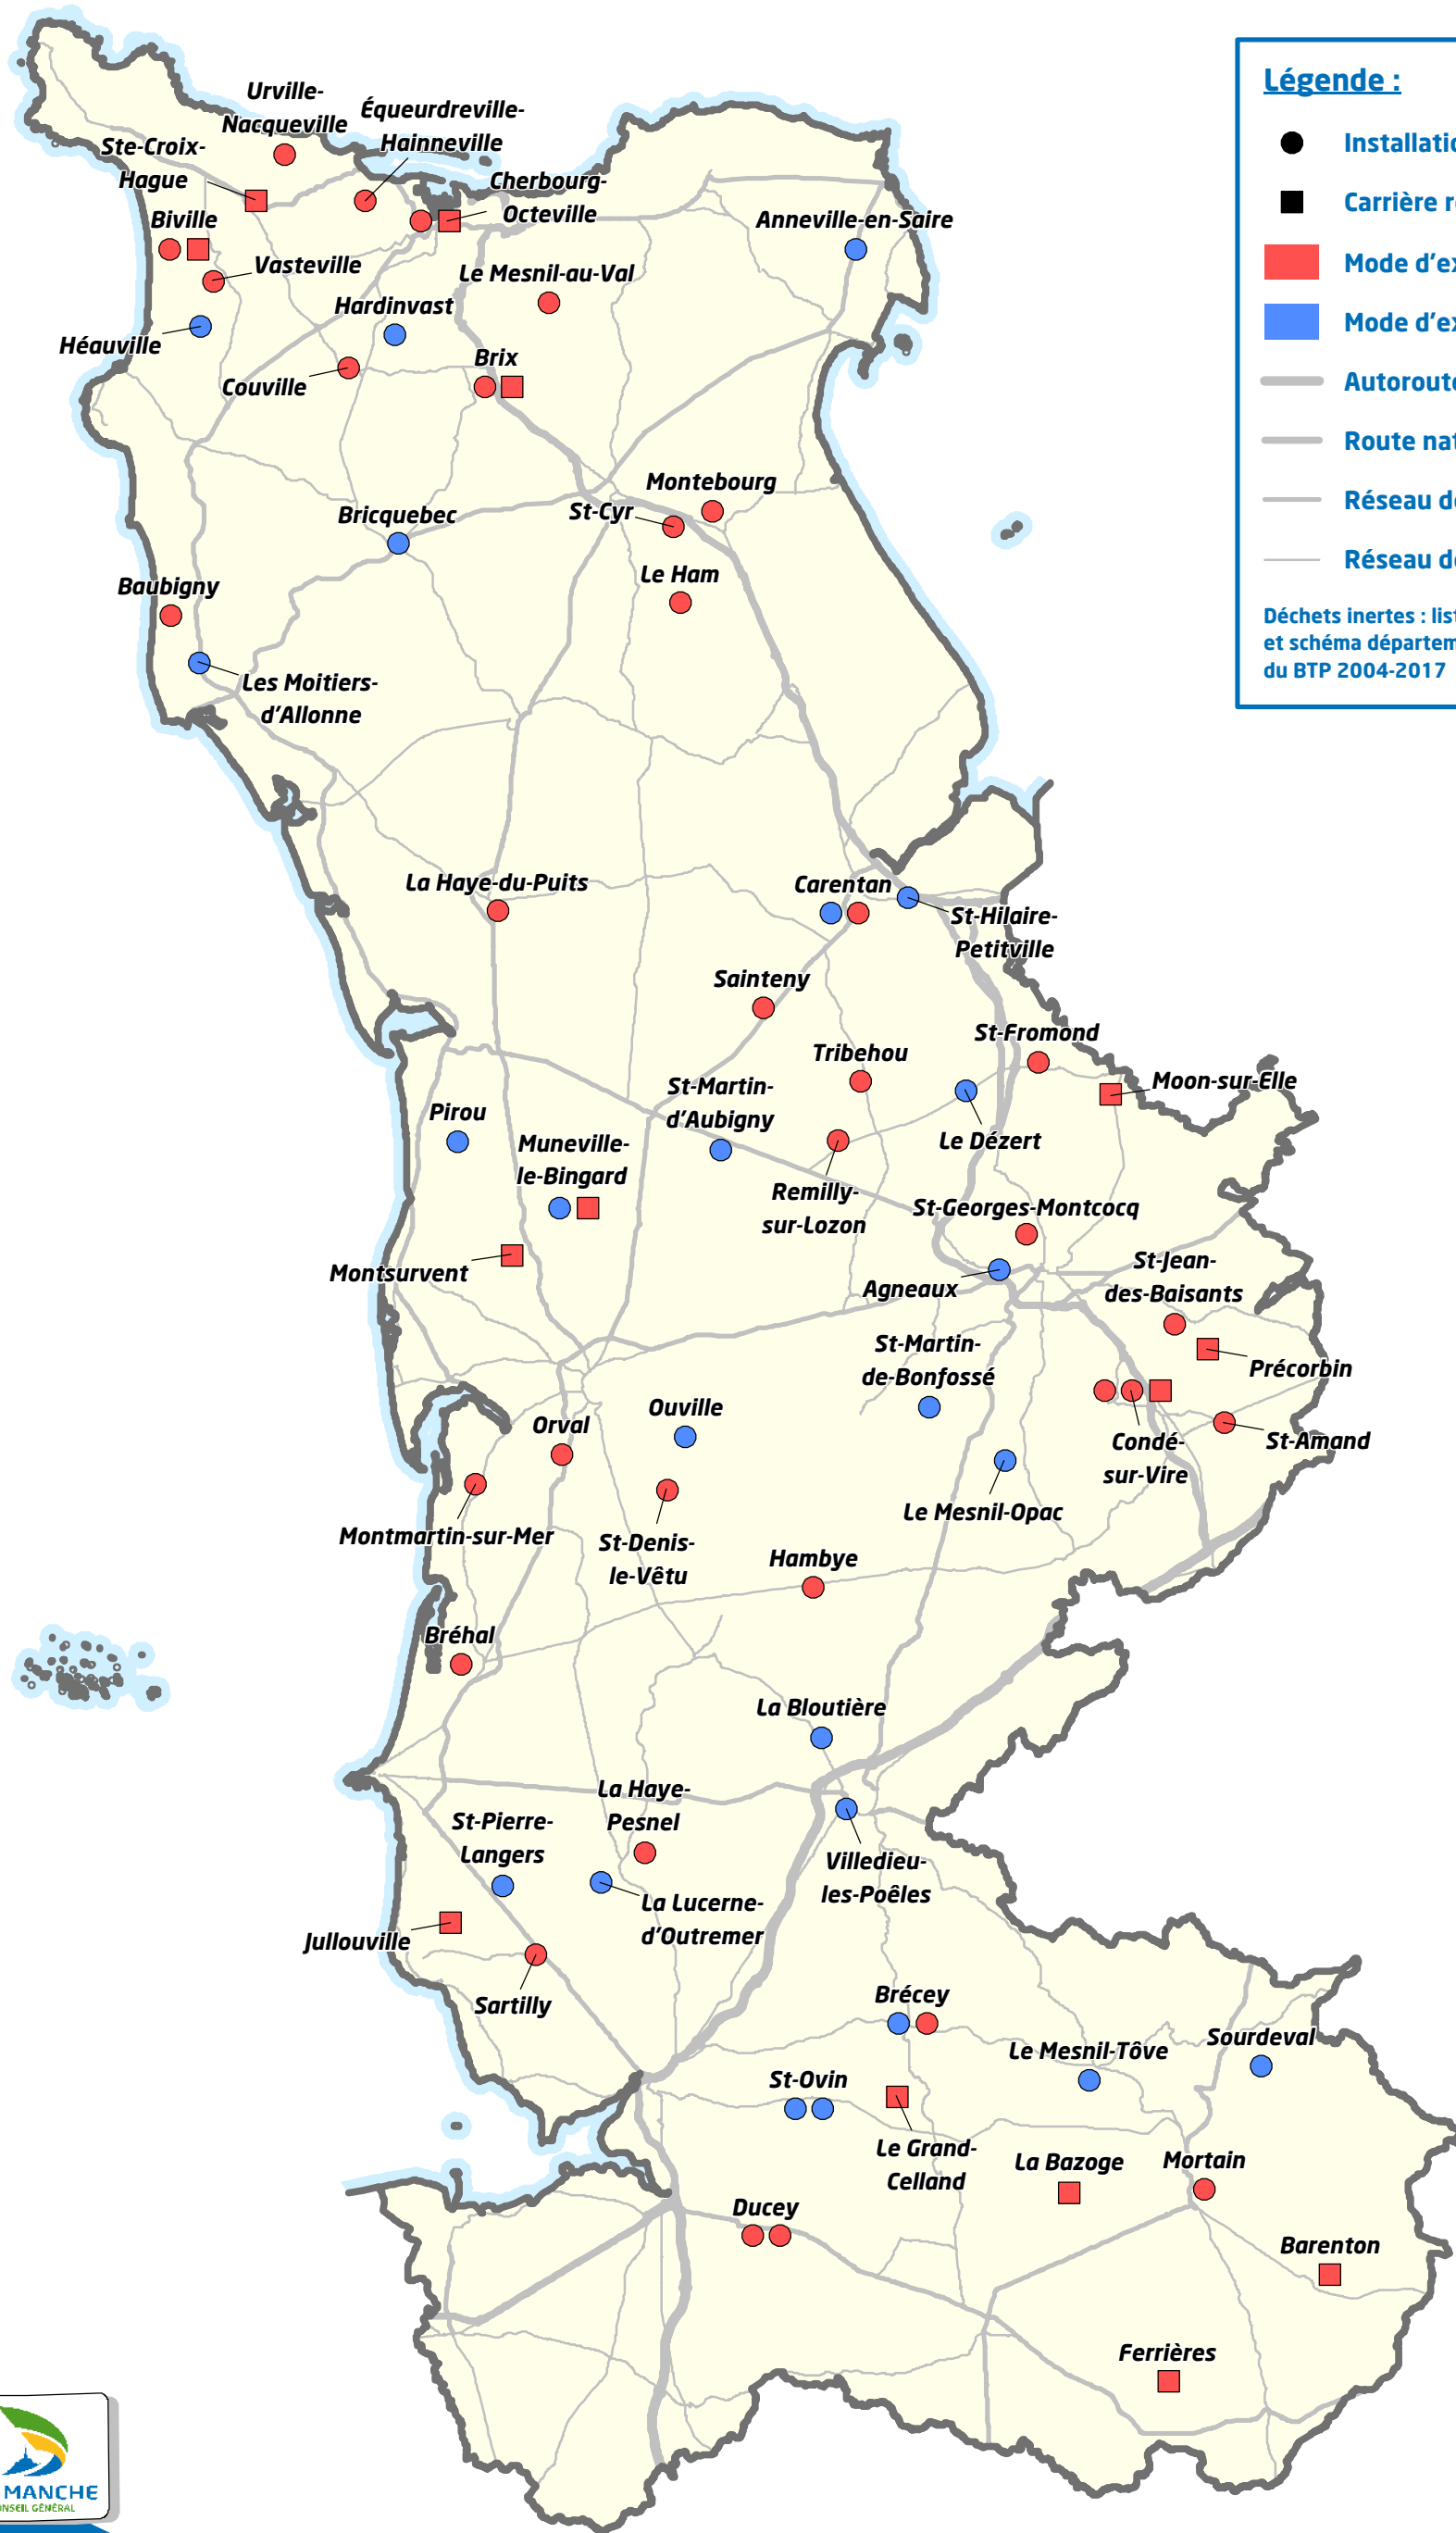 Urville-
Nacqueville
Équeurdreville-
Hainneville
Ste-Croix-
Hague
Cherbourg-
Octeville
Biville
Anneville-en-Saire
Vasteville
Le Mesnil-au-Val
Hardinvast
Héauville
Brix
Couville
Montebourg
St-Cyr
Bricquebec
Le Ham
Baubigny
Les Moitiers-
d'Allonne
La Haye-du-Puits
Carentan
St-Hilaire-
Petitville
Sainteny
St-Fromond
Tribehou
Moon-sur-Elle
St-Martin-
d'Aubigny
Pirou
Le Dézert
Muneville-
le-Bingard
Remilly-
sur-Lozon
St-Georges-Montcocq
Montsurvent
Agneaux
St-Jean-
des-Baisants
St-Martin-
de-Bonfossé
Précorbin
Ouville
Orval
Condé-
sur-Vire
St-Amand
Le Mesnil-Opac
Montmartin-sur-Mer
St-Denis-
le-Vêtu
Hambye
Bréhal
La Bloutière
La Haye-
Pesnel
St-Pierre-
Langers
Villedieu-
les-Poêles
La Lucerne-
d'Outremer
Jullouville
Sartilly
Brécey
Le Mesnil-Tôve
Sourdeval
St-Ovin
Le Grand-
Celland
La Bazoge
Mortain
Ducey
Barenton
Ferrières
Légende :
Installatio
Carrière r
Mode d'ex
Mode d'ex
Autoroute
Route nat
Réseau de
Réseau de
Déchets inertes : list
et schéma départem
du BTP 2004-2017
MANCHE
NSEIL GÉNÉRAL